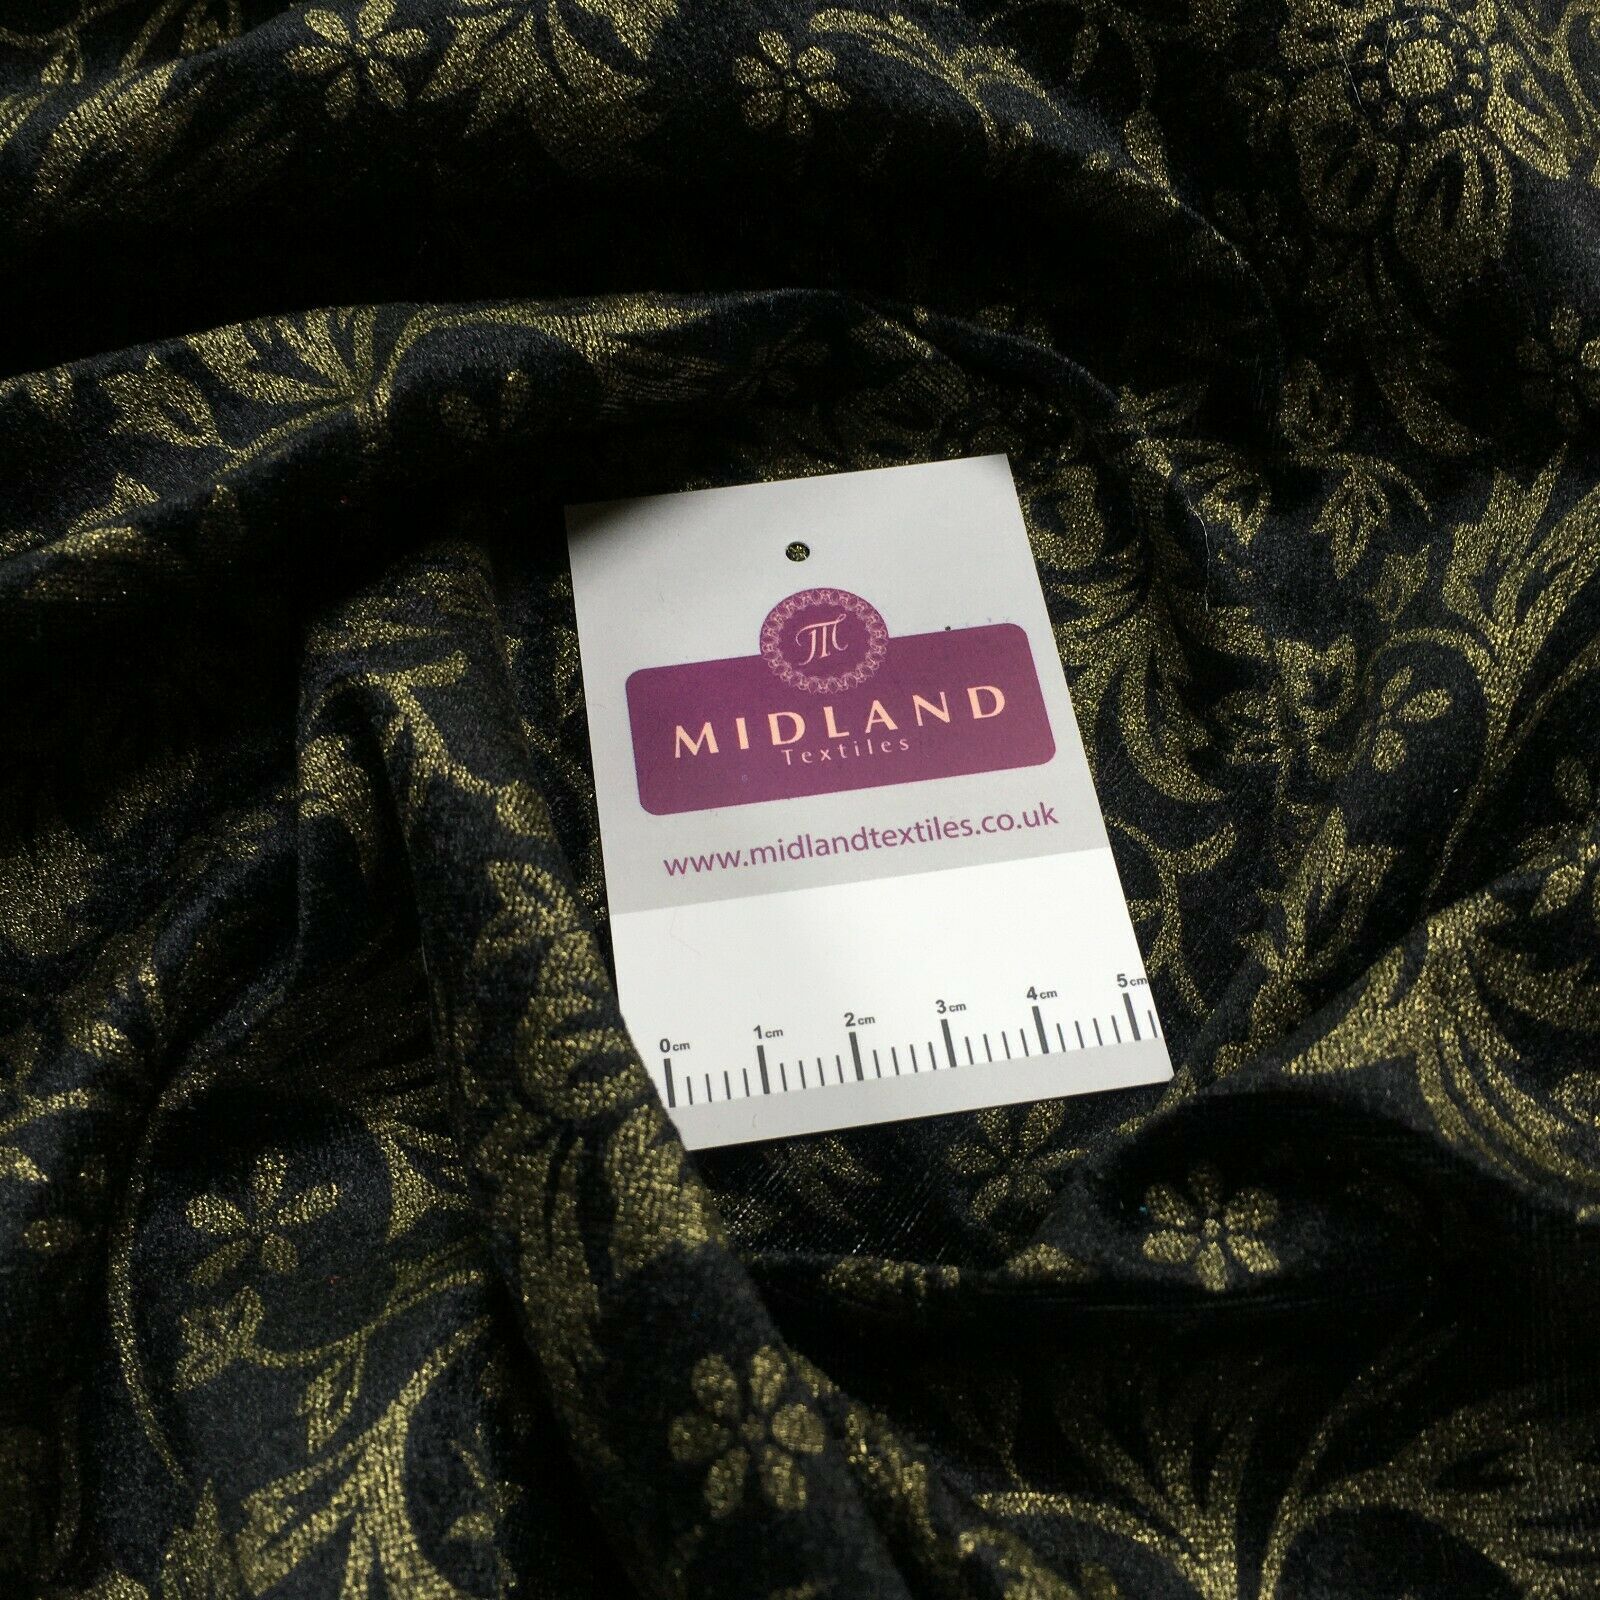 M
MIDLAND
Textiles
www.midlandtextiles.co.uk
0cm 1cm 2cm 3cm 4cm 5cm